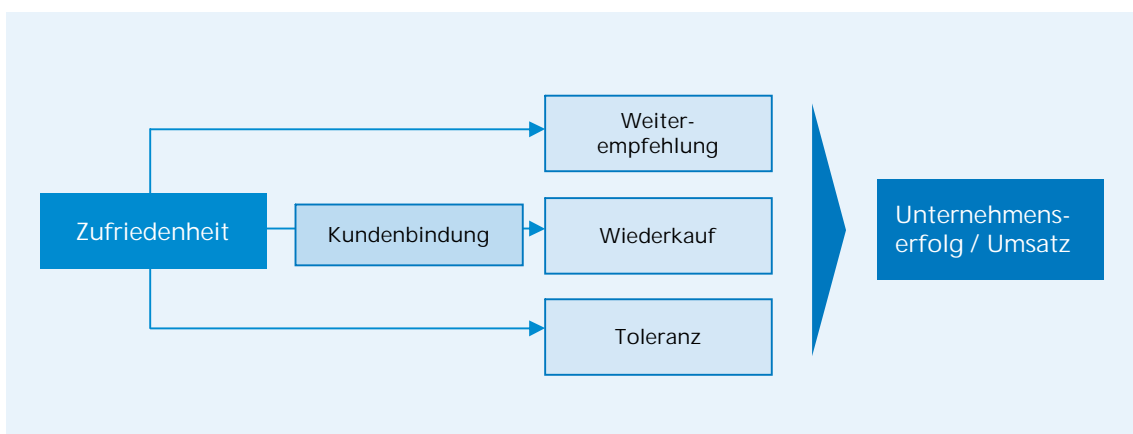 Weiter-
empfehlung
Zufriedenheit
Kundenbindung
Wiederkauf
Toleranz
Unternehmens-
erfolg / Umsatz